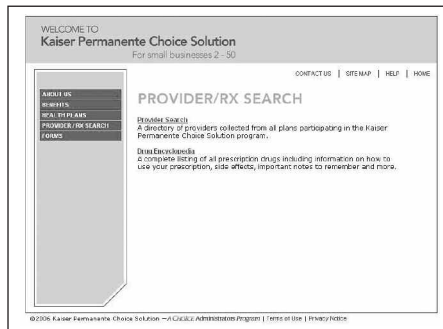 WELCOME TO
Kaiser Permanente Choice Solution
For small businesses 2 - 50
CONTACT US | SITE MAP | HELP | HOME
ABOUT US
BENEFITS
HEALTH PLANS
PROVIDER / RX SEARCH
FORMS
PROVIDER/RX SEARCH
Provider Search
A directory of providers collected from all plans participating in the Kaiser
Permanente Choice Solution program.
Drug Encyclopedia
A complete listing of all prescription drugs including information on how to
use your prescription, side effects, important notes to remember and more.
©2006 Kaiser Permanente Choice Solution — A CHOICE Administrators Program | Terms of Use | Privacy Notice